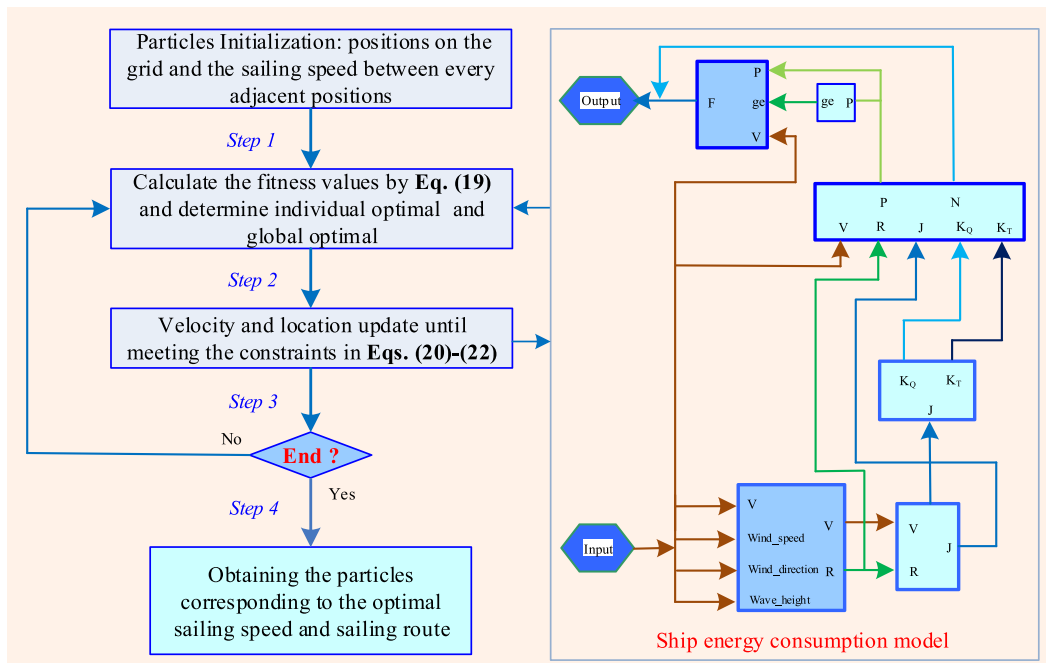 Particles Initialization: positions on the
grid and the sailing speed between every
adjacent positions
Step 1
Calculate the fitness values by Eq. (19)
and determine individual optimal and
global optimal
Step 2
Velocity and location update until
meeting the constraints in Eqs. (20)-(22)
Step 3
No
End ?
Yes
Step 4
Obtaining the particles
corresponding to the optimal
sailing speed and sailing route
Output
F
P
ge
V
ge P
P N
V R J KQ KT
KQ KT
J
Input
V
Wind_speed
Wind_direction
Wave_height
V
R
V
R
J
Ship energy consumption model